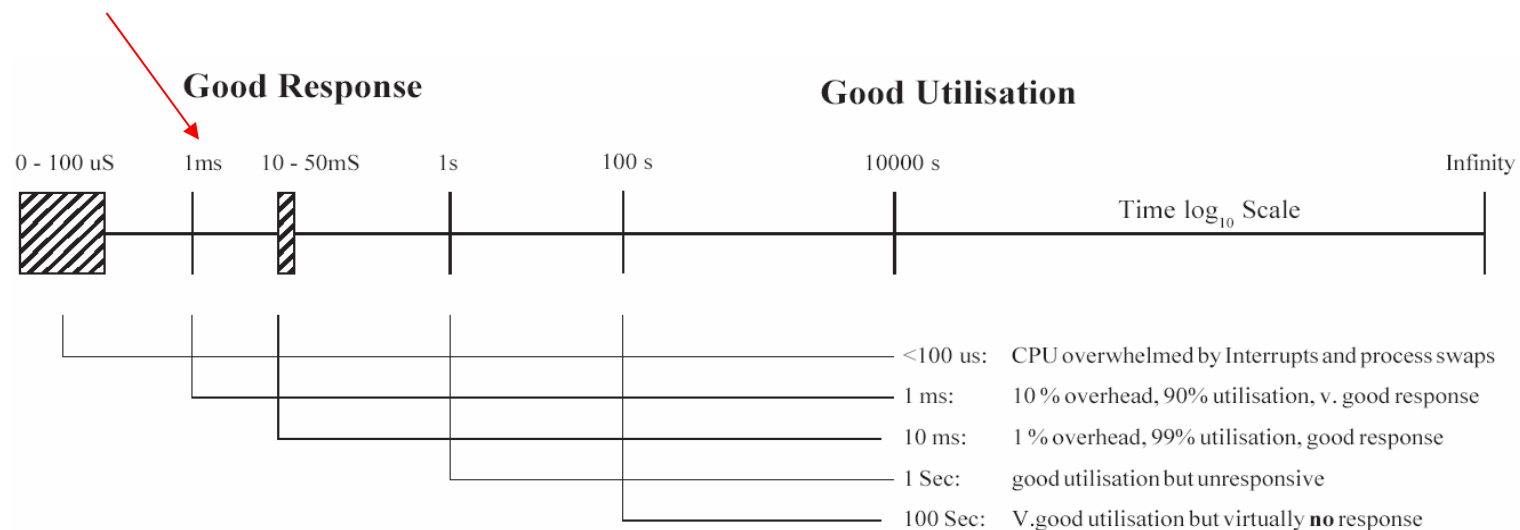 Good Response
Good Utilisation
0 - 100 uS 1ms 10 - 50mS 1s 100 s 10000 s Infinity
Time log10 Scale
<100 us: CPU overwhelmed by Interrupts and process swaps
1 ms: 10 % overhead, 90% utilisation, v. good response
10 ms: 1 % overhead, 99% utilisation, good response
1 Sec: good utilisation but unresponsive
100 Sec: V.good utilisation but virtually no response